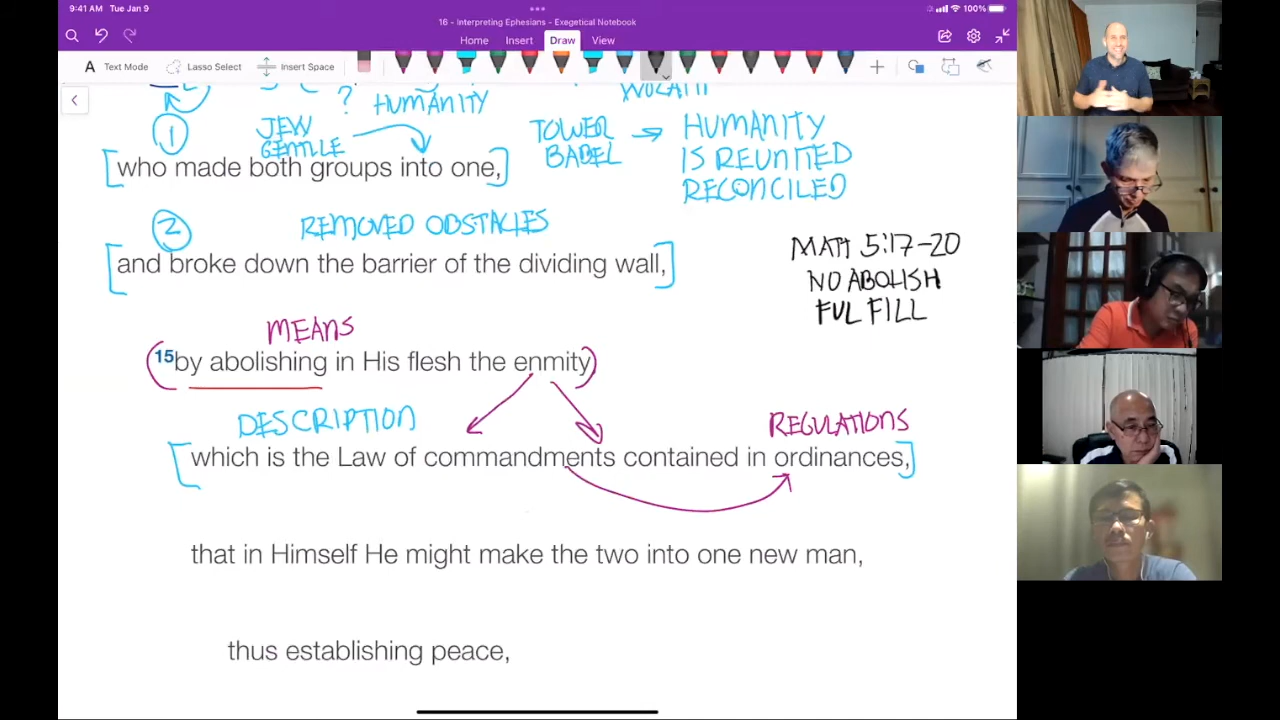 9:41 AM Tue Jan 9
100%
16 - Interpreting Ephesians - Exegetical Notebook
Home Insert Draw View
A Text Mode Lasso Select Insert Space
? HUMANITY
1 JEW GENTILE TOWER BABEL → HUMANITY IS REUNITED RECONCILED
[who made both groups into one,]
2 REMOVED OBSTACLES
[and broke down the barrier of the dividing wall,]
MATT 5:17-20
NO ABOLISH
FULFILL
MEANS
(15by abolishing in His flesh the enmity)
DESCRIPTION REGULATIONS
[which is the Law of commandments contained in ordinances,]
that in Himself He might make the two into one new man,
thus establishing peace,